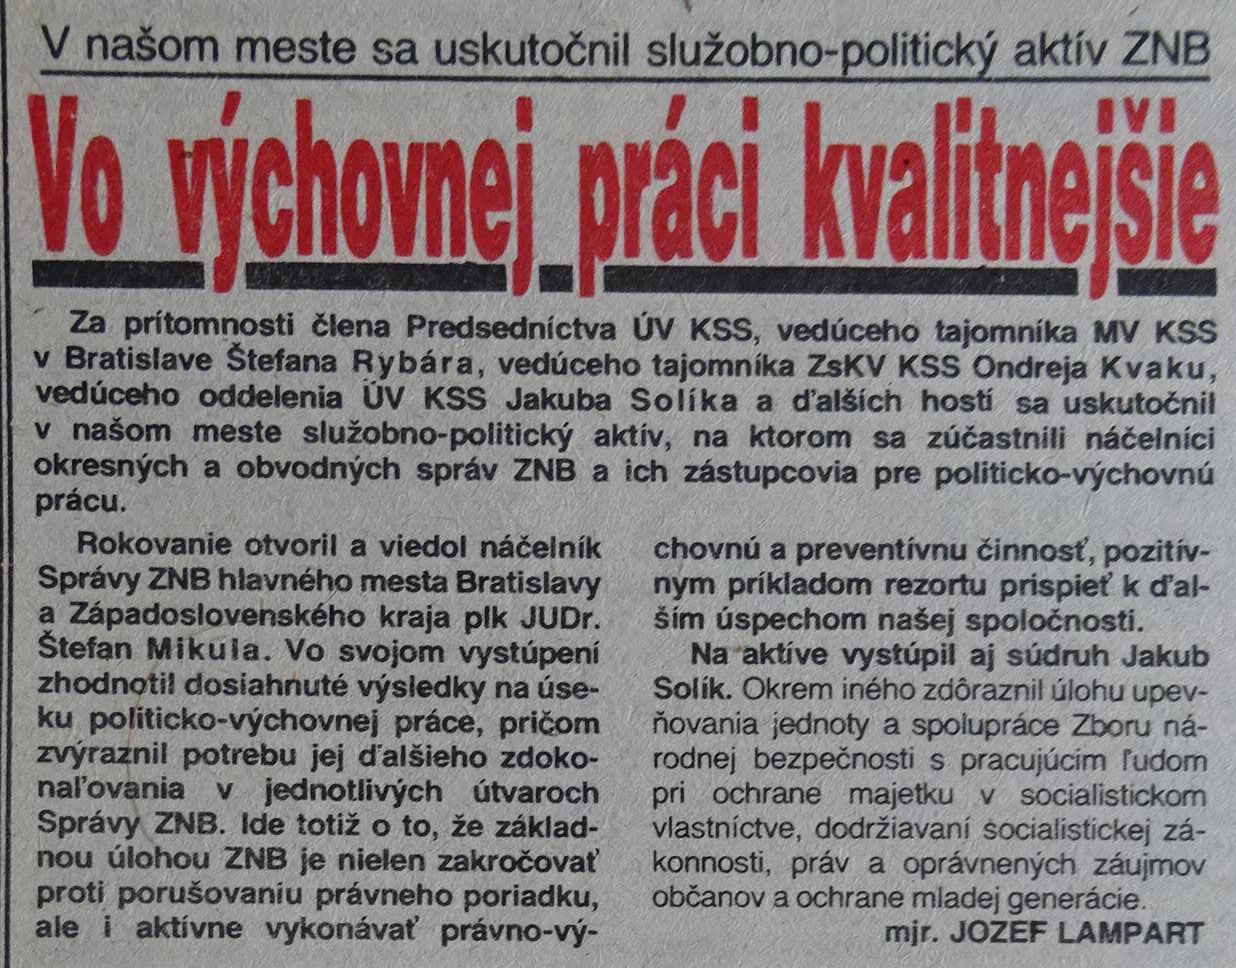 V našom meste sa uskutočnil služobno-politický aktív ZNB
Vo výchovnej práci kvalitnejšie
Za prítomnosti člena Predsedníctva ÚV KSS, vedúceho tajomníka MV KSS
v Bratislave Štefana Rybára, vedúceho tajomníka ZsKV KSS Ondreja Kvaku,
vedúceho oddelenia ÚV KSS Jakuba Solíka a ďalších hostí sa uskutočnil
v našom meste služobno-politický aktív, na ktorom sa zúčastnili náčelníci
okresných a obvodných správ ZNB a ich zástupcovia pre politicko-výchovnú
prácu.
Rokovanie otvoril a viedol náčelník
Správy ZNB hlavného mesta Bratislavy
a Západoslovenského kraja plk JUDr.
Štefan Mikula. Vo svojom vystúpení
zhodnotil dosiahnuté výsledky na úse-
ku politicko-výchovnej práce, pričom
zvýraznil potrebu jej ďalšieho zdoko-
naľovania v jednotlivých útvaroch
Správy ZNB. Ide totiž o to, že základ-
nou úlohou ZNB je nielen zakročovať
proti porušovaniu právneho poriadku,
ale i aktívne vykonávať právno-vý-
chovnú a preventívnu činnosť, pozitív-
nym príkladom rezortu prispieť k ďal-
ším úspechom našej spoločnosti.
Na aktíve vystúpil aj súdruh Jakub
Solík. Okrem iného zdôraznil úlohu upev-
ňovania jednoty a spolupráce Zboru ná-
rodnej bezpečnosti s pracujúcim ľudom
pri ochrane majetku v socialistickom
vlastníctve, dodržiavaní socialistickej zá-
konnosti, práv a oprávnených záujmov
občanov a ochrane mladej generácie.
mjr. JOZEF LAMPART